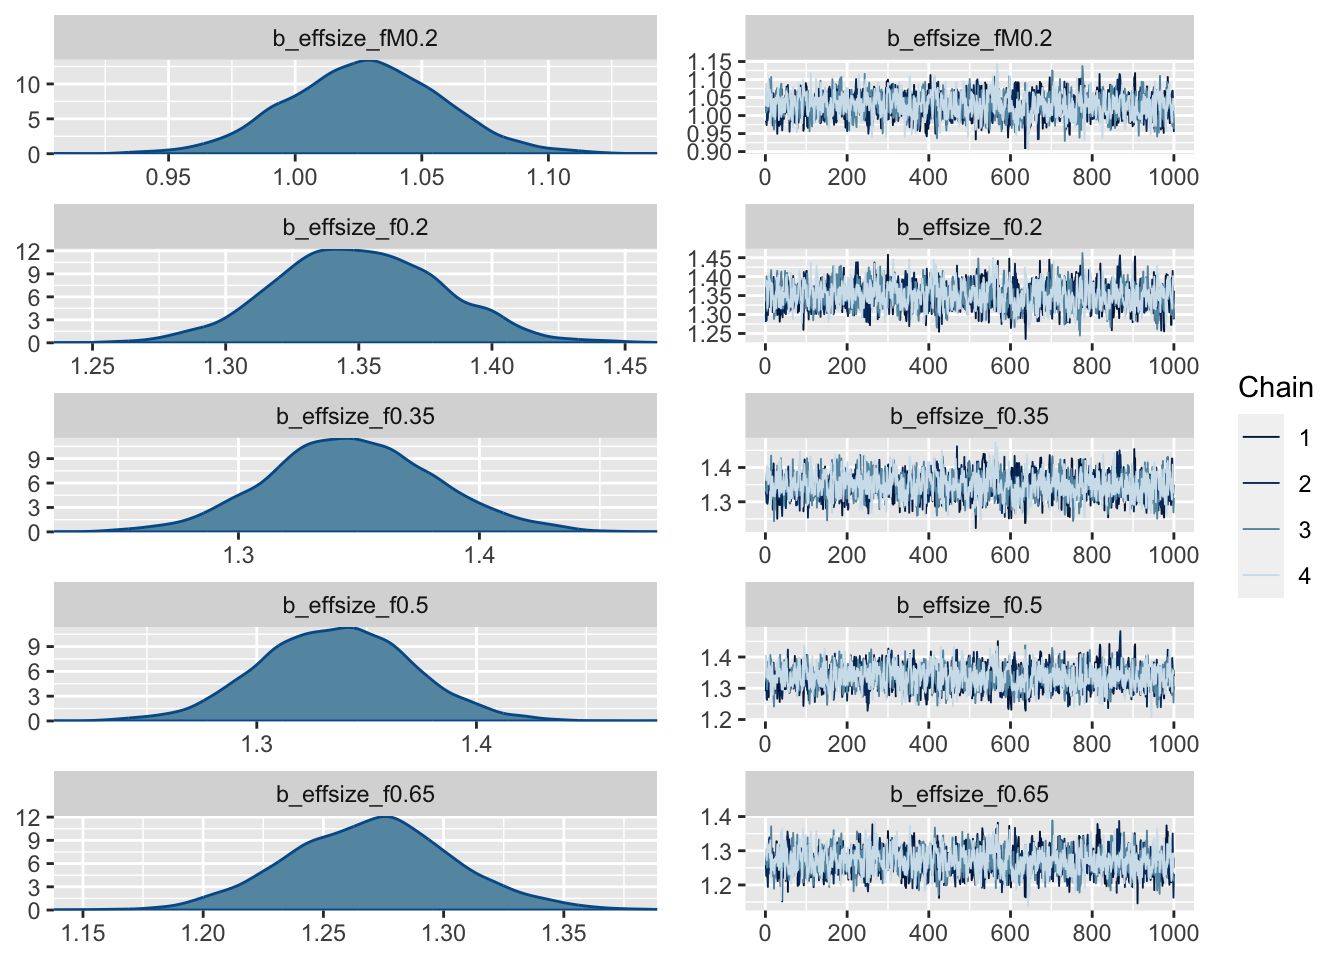 b_effsize_fM0.2
10
5
0
0.95 1.00 1.05 1.10
b_effsize_fM0.2
1.15
1.10
1.05
1.00
0.95
0.90
0 200 400 600 800 1000
b_effsize_f0.2
12
9
6
3
0
1.25 1.30 1.35 1.40 1.45
b_effsize_f0.2
1.45
1.40
1.35
1.30
1.25
0 200 400 600 800 1000
b_effsize_f0.35
9
6
3
0
1.3 1.4
b_effsize_f0.35
1.4
1.3
0 200 400 600 800 1000
b_effsize_f0.5
9
6
3
0
1.3 1.4
b_effsize_f0.5
1.4
1.3
1.2
0 200 400 600 800 1000
b_effsize_f0.65
12
9
6
3
0
1.15 1.20 1.25 1.30 1.35
b_effsize_f0.65
1.4
1.3
1.2
0 200 400 600 800 1000
Chain
1
2
3
4